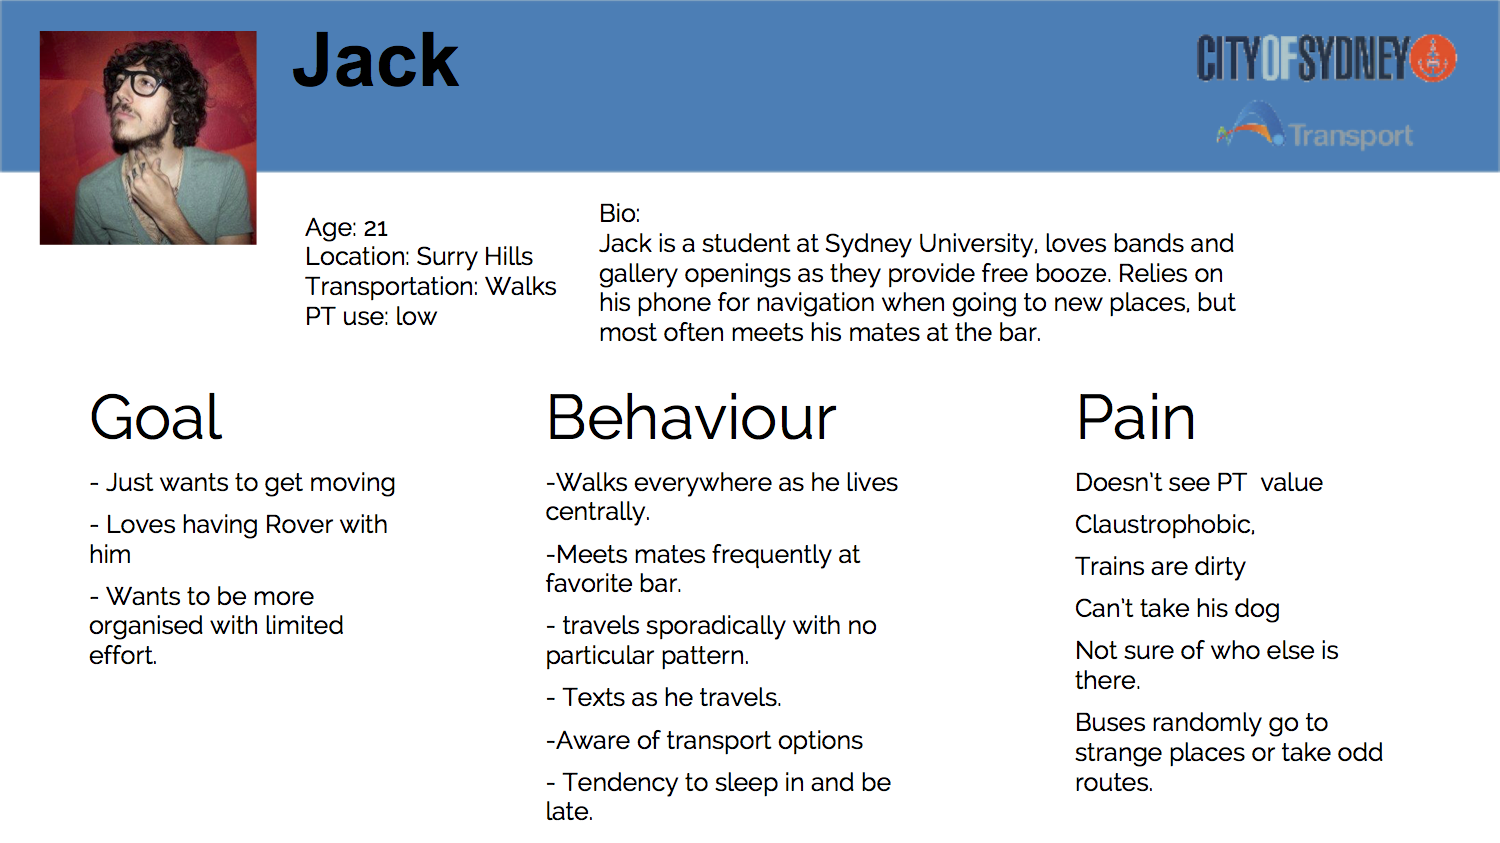 Jack
CITYOFSYDNEY
Transport
Age: 21
Location: Surry Hills
Transportation: Walks
PT use: low
Bio:
Jack is a student at Sydney University, loves bands and
gallery openings as they provide free booze. Relies on
his phone for navigation when going to new places, but
most often meets his mates at the bar.
Goal
- Just wants to get moving
- Loves having Rover with
him
- Wants to be more
organised with limited
effort.
Behaviour
-Walks everywhere as he lives
centrally.
-Meets mates frequently at
favorite bar.
- travels sporadically with no
particular pattern.
- Texts as he travels.
-Aware of transport options
- Tendency to sleep in and be
late.
Pain
Doesn't see PT  value
Claustrophobic,
Trains are dirty
Can't take his dog
Not sure of who else is
there.
Buses randomly go to
strange places or take odd
routes.